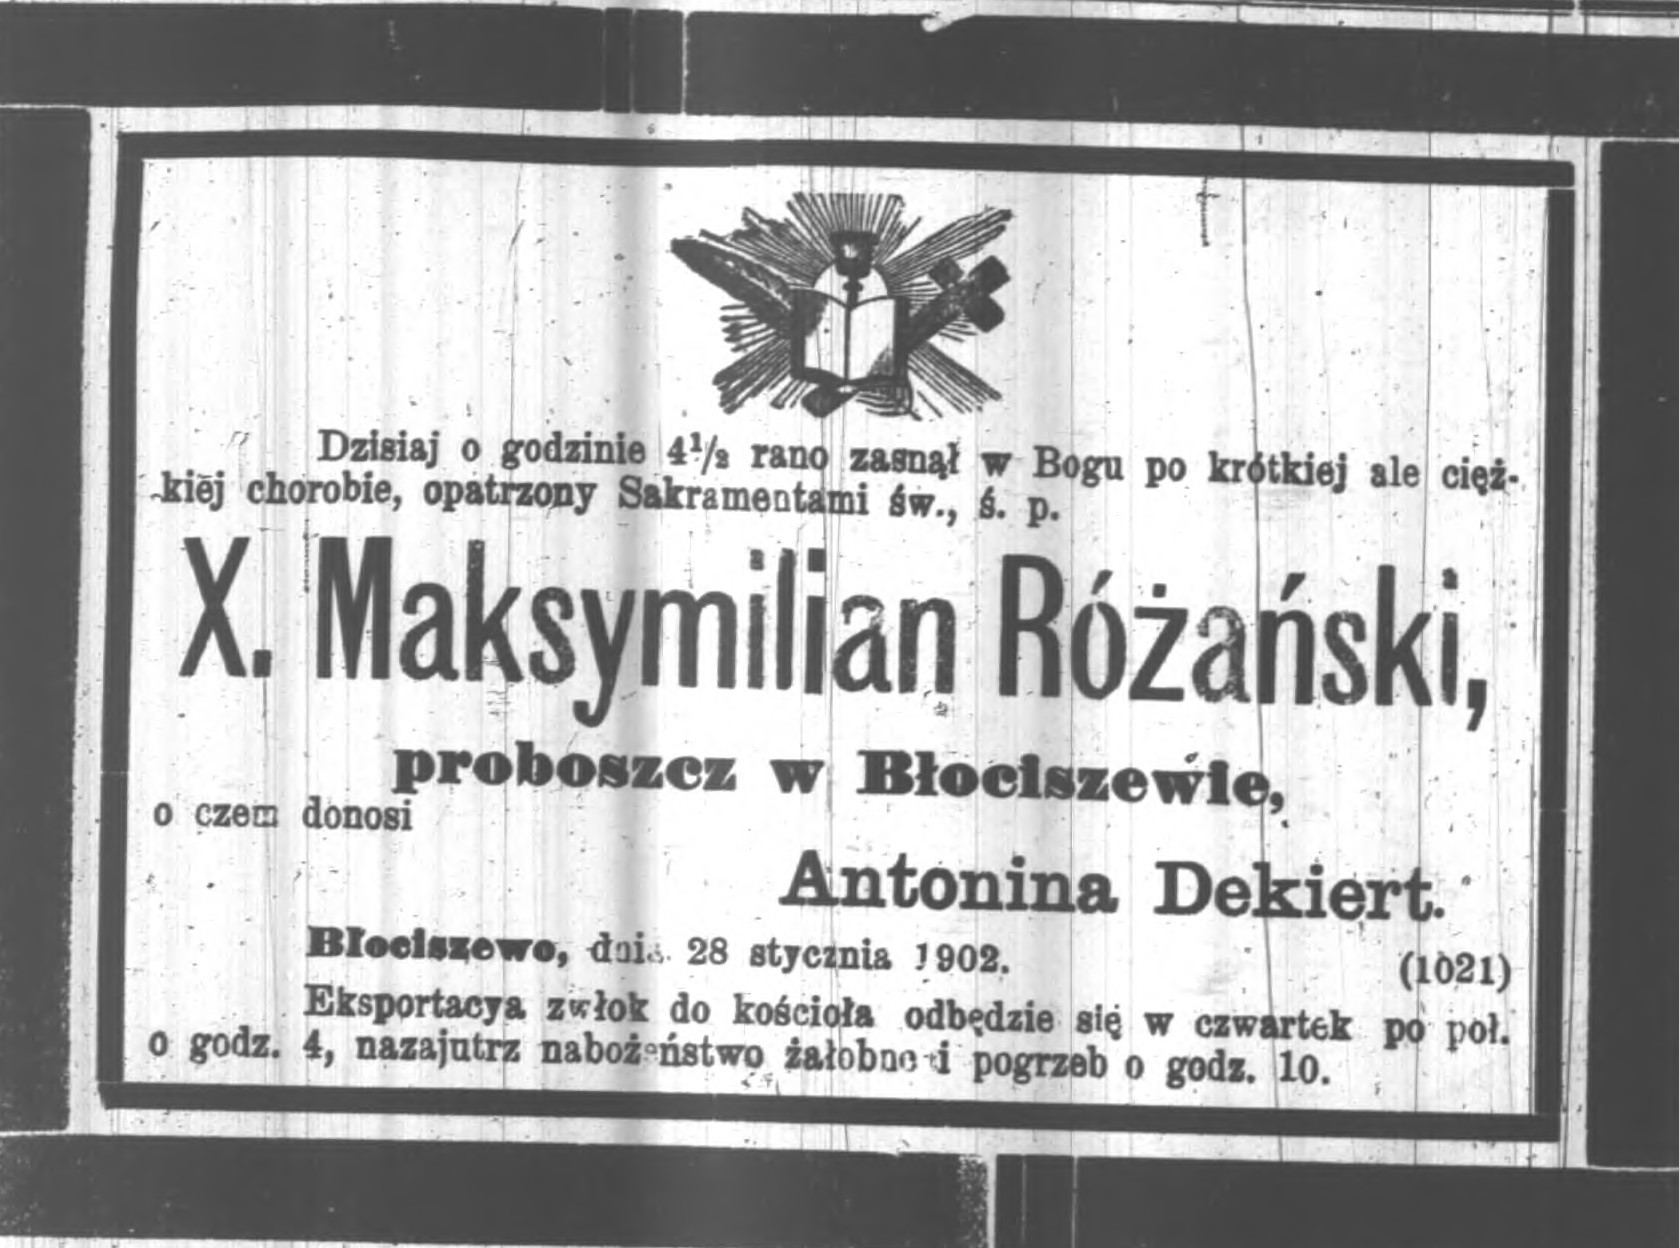 Dzisiaj o godzinie 4½ rano zasnął w Bogu po krótkiej ale cięż-
kiej chorobie, opatrzony Sakramentami św., ś. p.
X. Maksymilian Różański,
proboszcz w Błociszewie,
o czem donosi
Antonina Dekiert.
Błociszewo, dnia 28 stycznia 1902. (1021)
Eksportacya zwłok do kościoła odbędzie się w czwartek po poł.
o godz. 4, nazajutrz nabożeństwo żałobne i pogrzeb o godz. 10.